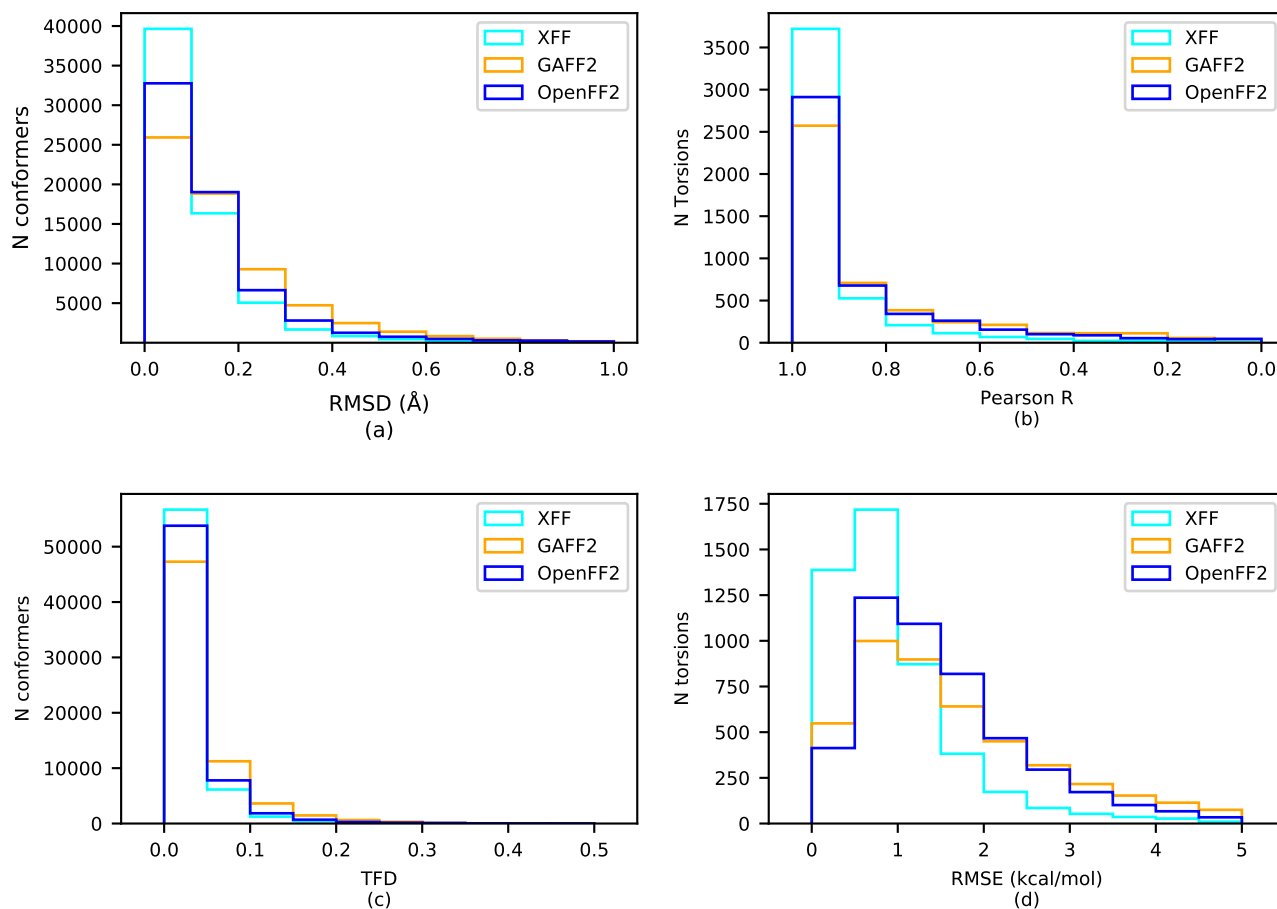 40000
35000
30000
25000
20000
15000
10000
5000
N conformers
0.0 0.2 0.4 0.6 0.8 1.0
RMSD (Å)
(a)
XFF
GAFF2
OpenFF2
3500
3000
2500
2000
1500
1000
500
0
N Torsions
1.0 0.8 0.6 0.4 0.2 0.0
Pearson R
(b)
XFF
GAFF2
OpenFF2
50000
40000
30000
20000
10000
0
N conformers
0.0 0.1 0.2 0.3 0.4 0.5
TFD
(c)
XFF
GAFF2
OpenFF2
1750
1500
1250
1000
750
500
250
0
N torsions
0 1 2 3 4 5
RMSE (kcal/mol)
(d)
XFF
GAFF2
OpenFF2